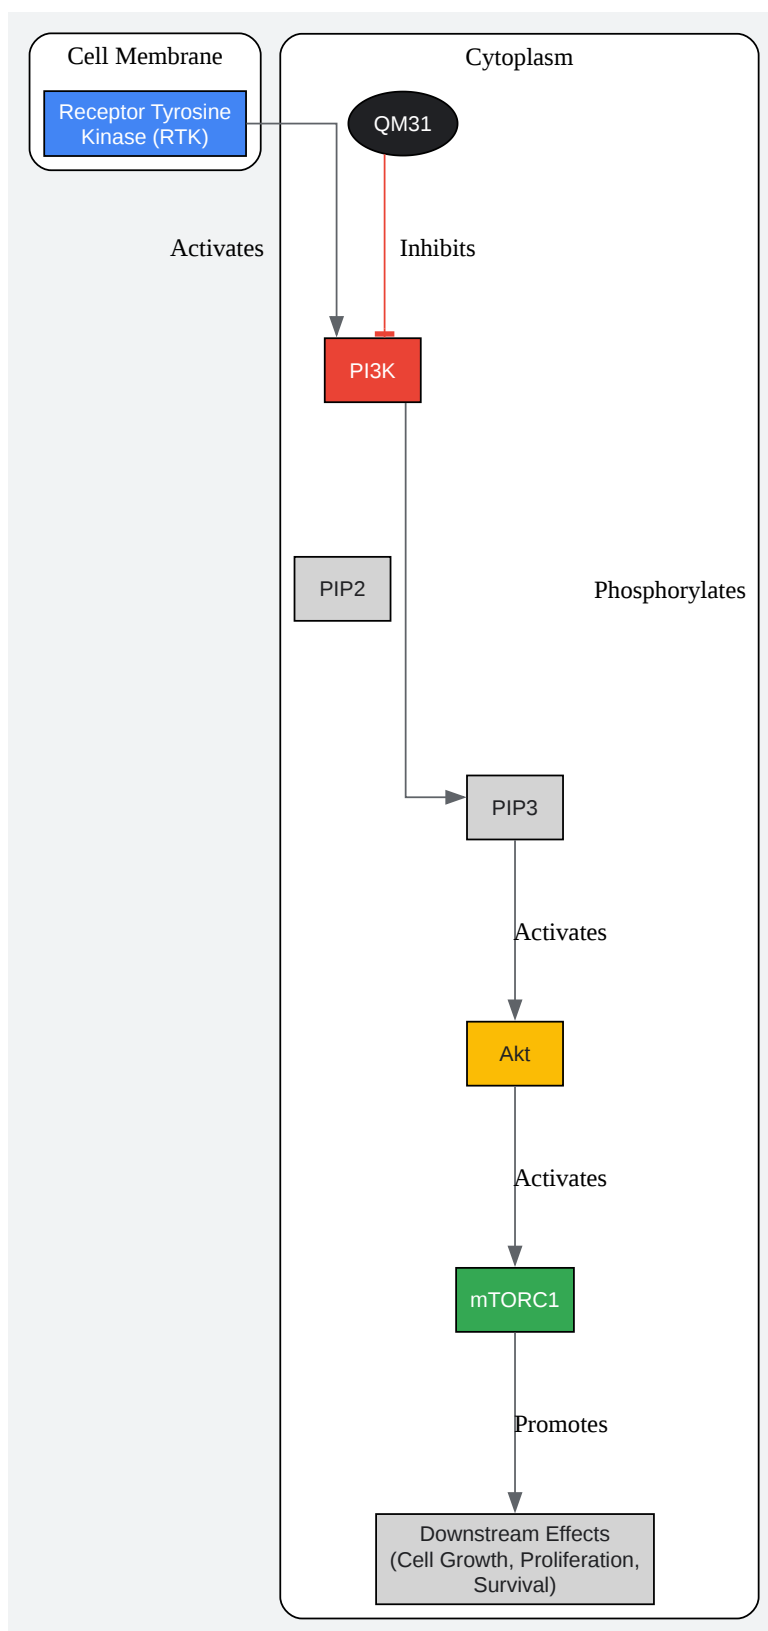 Cell Membrane
Cytoplasm
Receptor Tyrosine
Kinase (RTK)
QM31
Activates
Inhibits
PI3K
PIP2
Phosphorylates
PIP3
Activates
Akt
Activates
mTORC1
Promotes
Downstream Effects
(Cell Growth, Proliferation,
Survival)